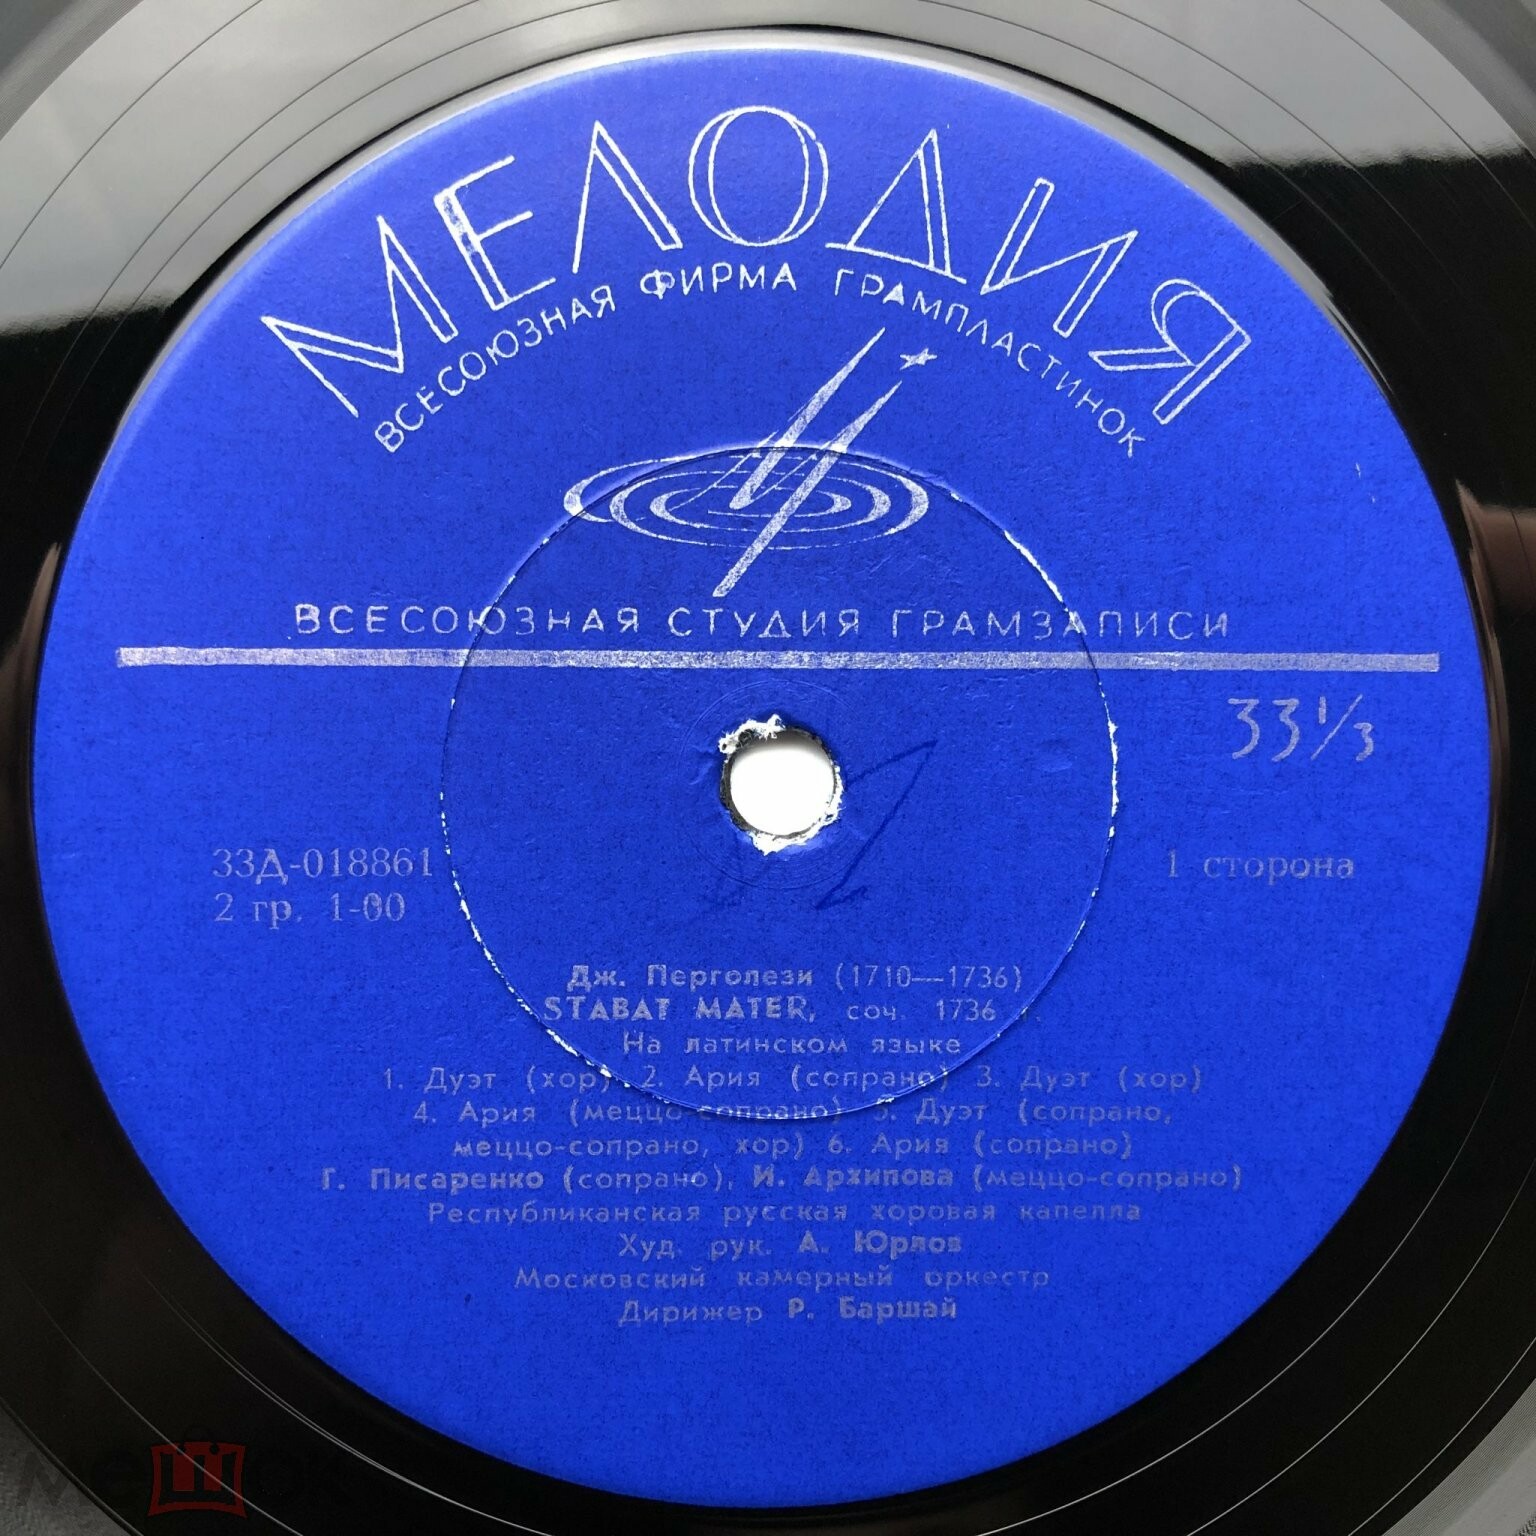 МЕЛОДИЯ
ВСЕСОЮЗНАЯ ФИРМА ГРАМПЛАСТИНОК
ВСЕСОЮЗНАЯ СТУДИЯ ГРАМЗАПИСИ
33⅓
33Д-018861
2 гр. 1-00
1 сторона
Дж. Перголези (1710—1736)
STABAT MATER, соч. 1736 г.
На латинском языке
1. Дуэт (хор) 2. Ария (сопрано) 3. Дуэт (хор)
4. Ария (меццо-сопрано) 5. Дуэт (сопрано,
меццо-сопрано, хор) 6. Ария (сопрано)
Г. Писаренко (сопрано), И. Архипова (меццо-сопрано)
Республиканская русская хоровая капелла
Худ. рук. А. Юрлов
Московский камерный оркестр
Дирижер Р. Баршай
мешок